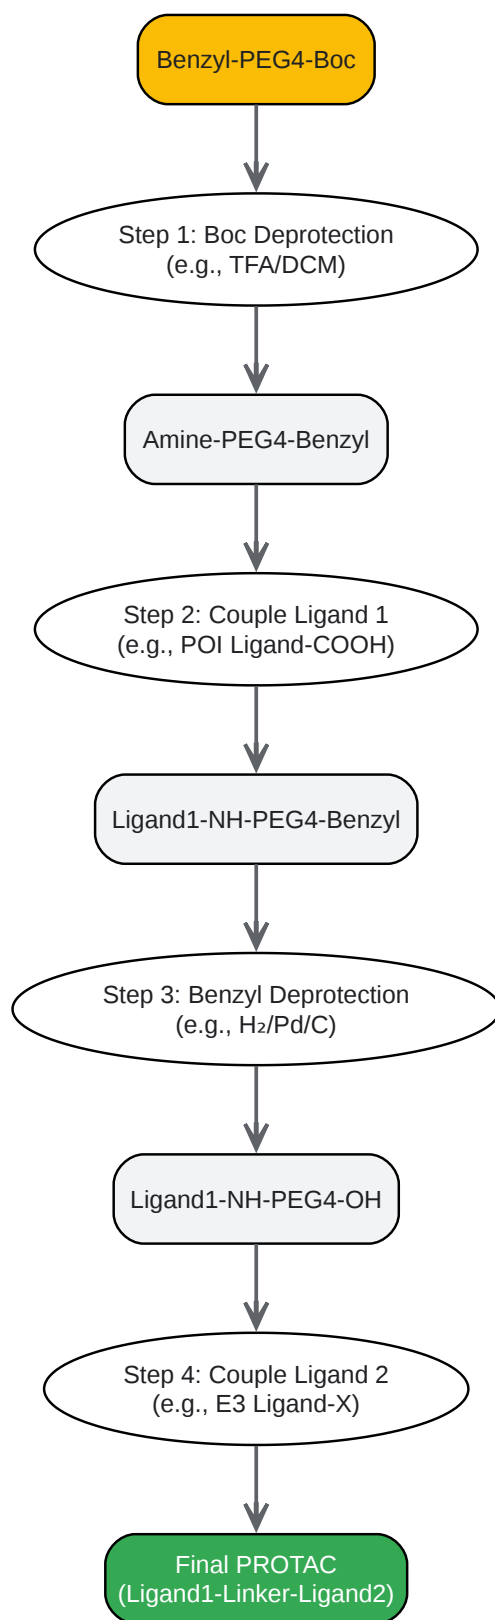 Benzyl-PEG4-Boc
Step 1: Boc Deprotection
(e.g., TFA/DCM)
Amine-PEG4-Benzyl
Step 2: Couple Ligand 1
(e.g., POI Ligand-COOH)
Ligand1-NH-PEG4-Benzyl
Step 3: Benzyl Deprotection
(e.g., H₂/Pd/C)
Ligand1-NH-PEG4-OH
Step 4: Couple Ligand 2
(e.g., E3 Ligand-X)
Final PROTAC
(Ligand1-Linker-Ligand2)